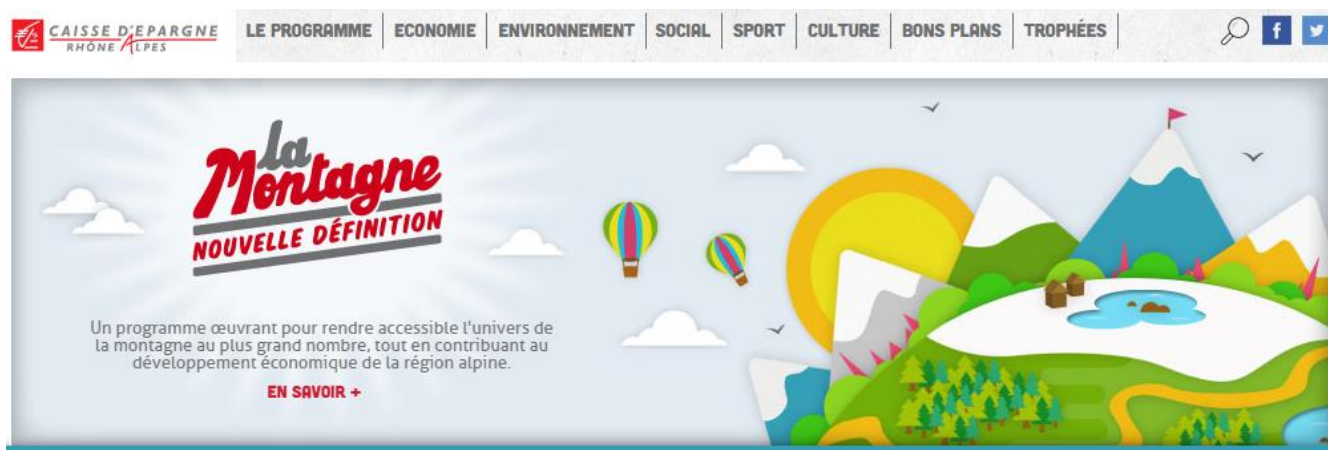 CAISSE D'EPARGNE
RHÔNE ALPES
LE PROGRAMME ECONOMIE ENVIRONNEMENT SOCIAL SPORT CULTURE BONS PLANS TROPHÉES
f
la
Montagne
NOUVELLE DÉFINITION
Un programme œuvrant pour rendre accessible l'univers de
la montagne au plus grand nombre, tout en contribuant au
développement économique de la région alpine.
EN SAVOIR +